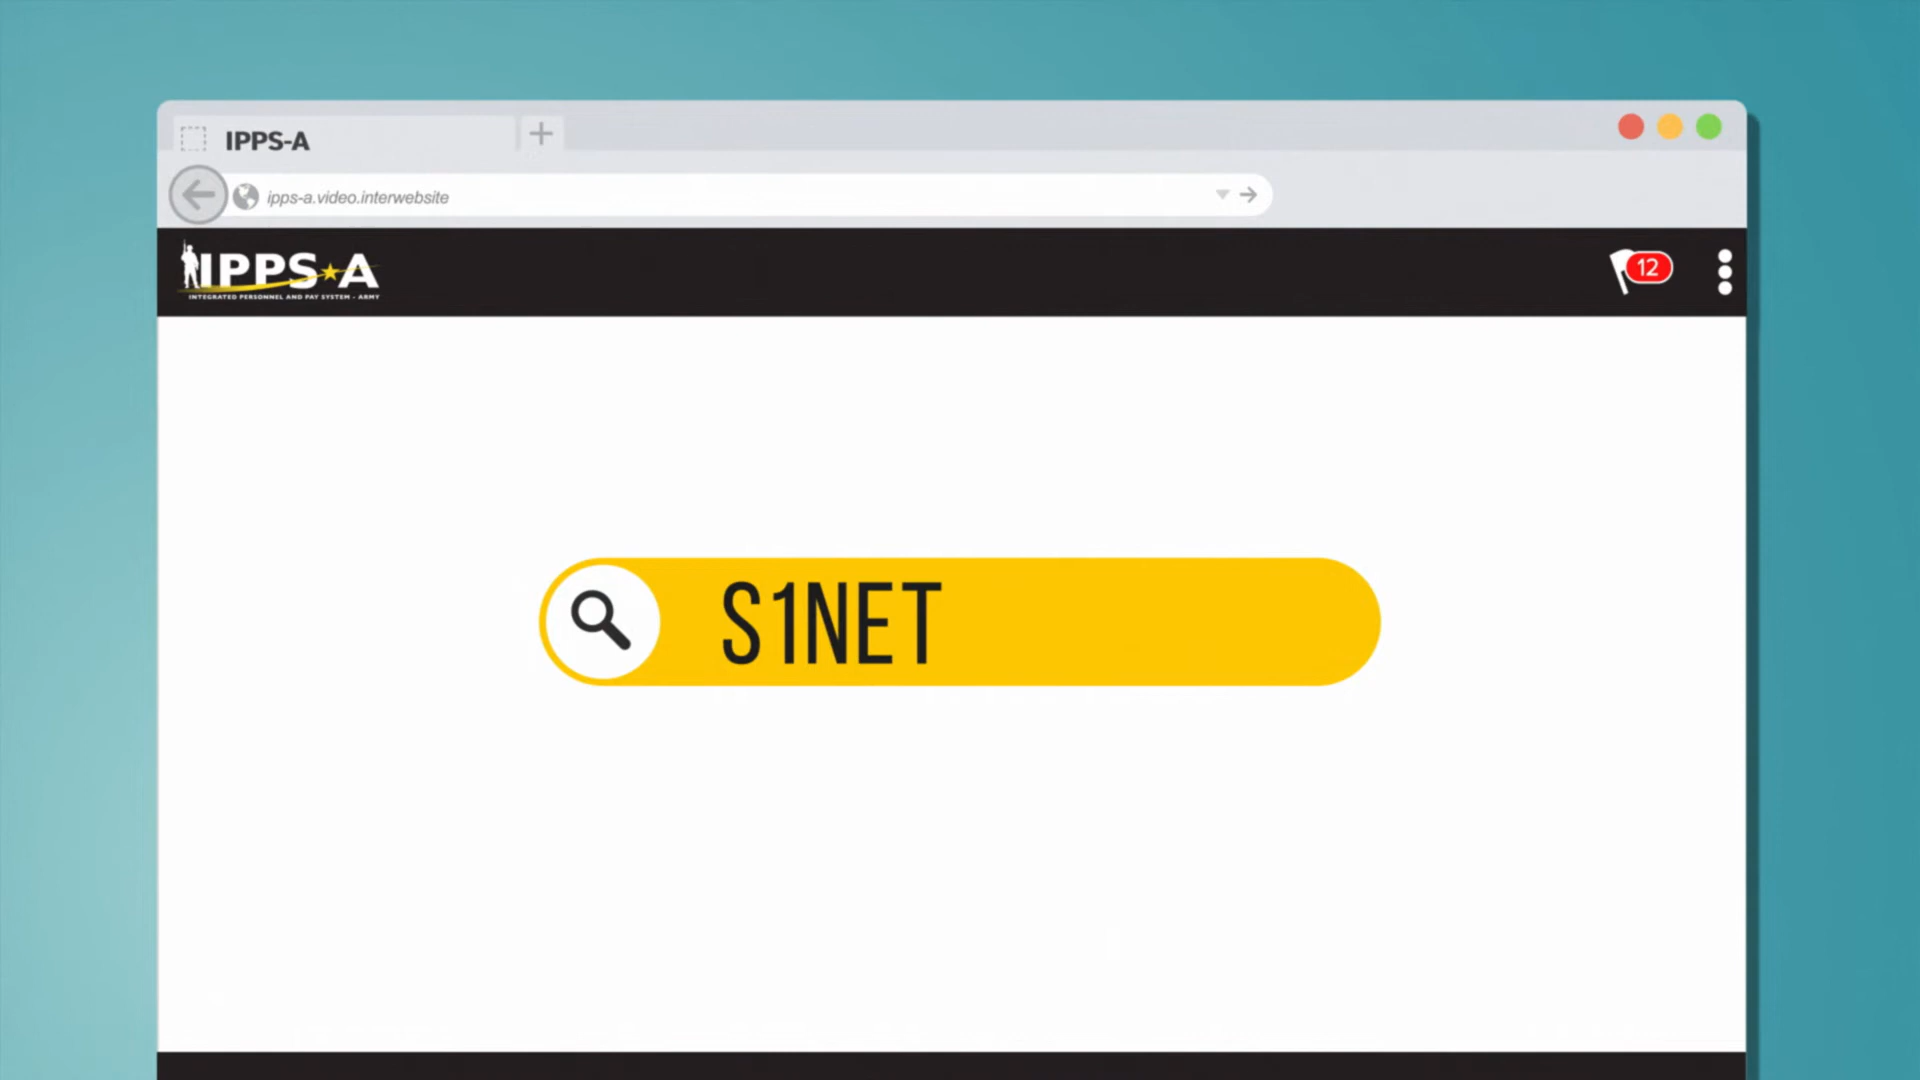 IPPS-A
ipps-a.video.interwebsite
IPPS-A
INTEGRATED PERSONNEL AND PAY SYSTEM - ARMY
12
S1NET